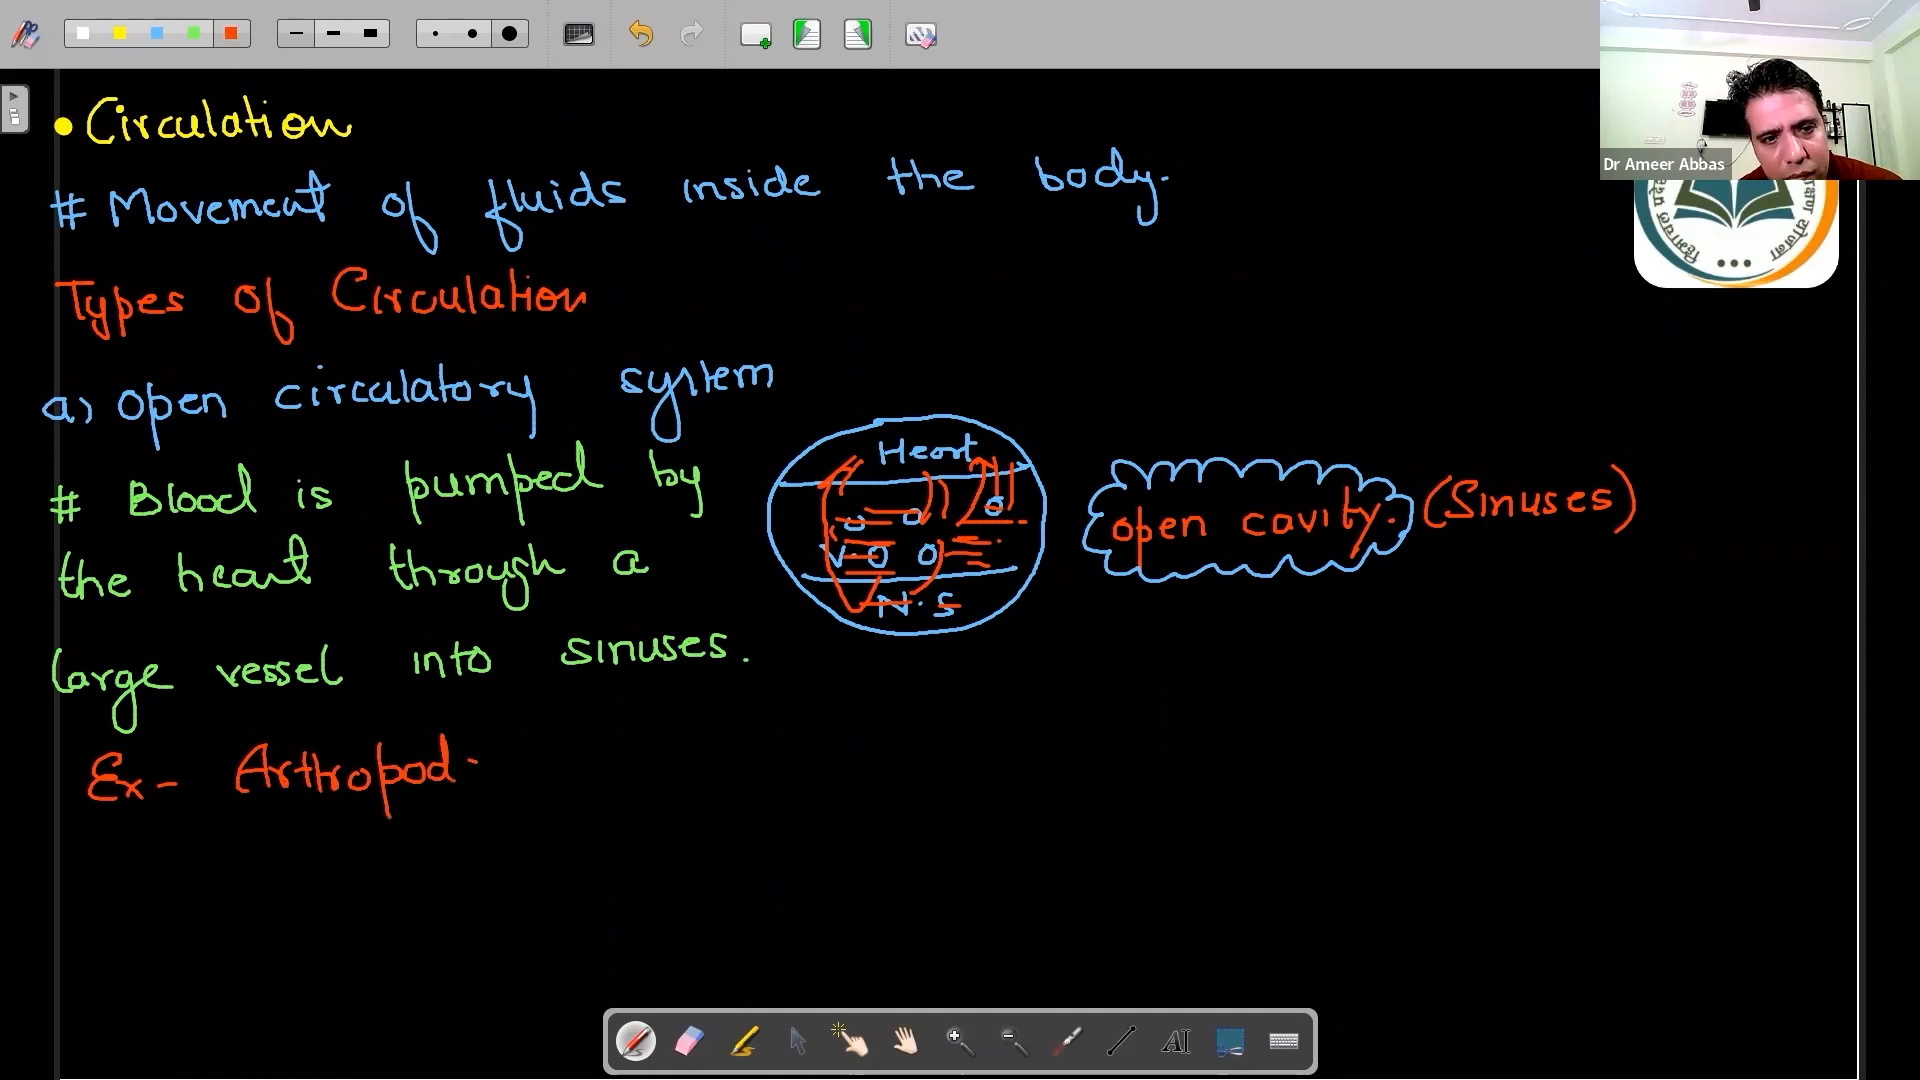 • Circulation
# Movement of fluids inside the body.
Types of Circulation
a) Open circulatory system
# Blood is pumped by
the heart through a
large vessel into sinuses.
Ex- Arthropod.
Heart
V.O
N.S
open cavity. (Sinuses)
Dr Ameer Abbas